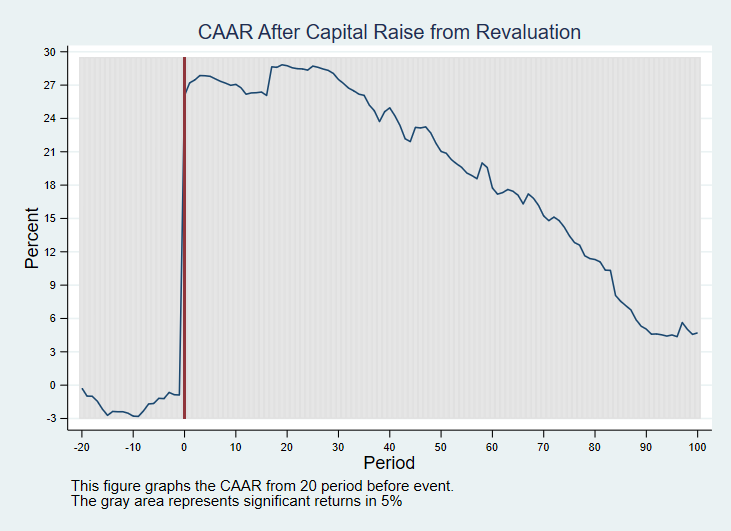 CAAR After Capital Raise from Revaluation
30
27
24
21
18
15
12
9
6
3
0
-3
Percent
-20 -10 0 10 20 30 40 50 60 70 80 90 100
Period
This figure graphs the CAAR from 20 period before event.
The gray area represents significant returns in 5%